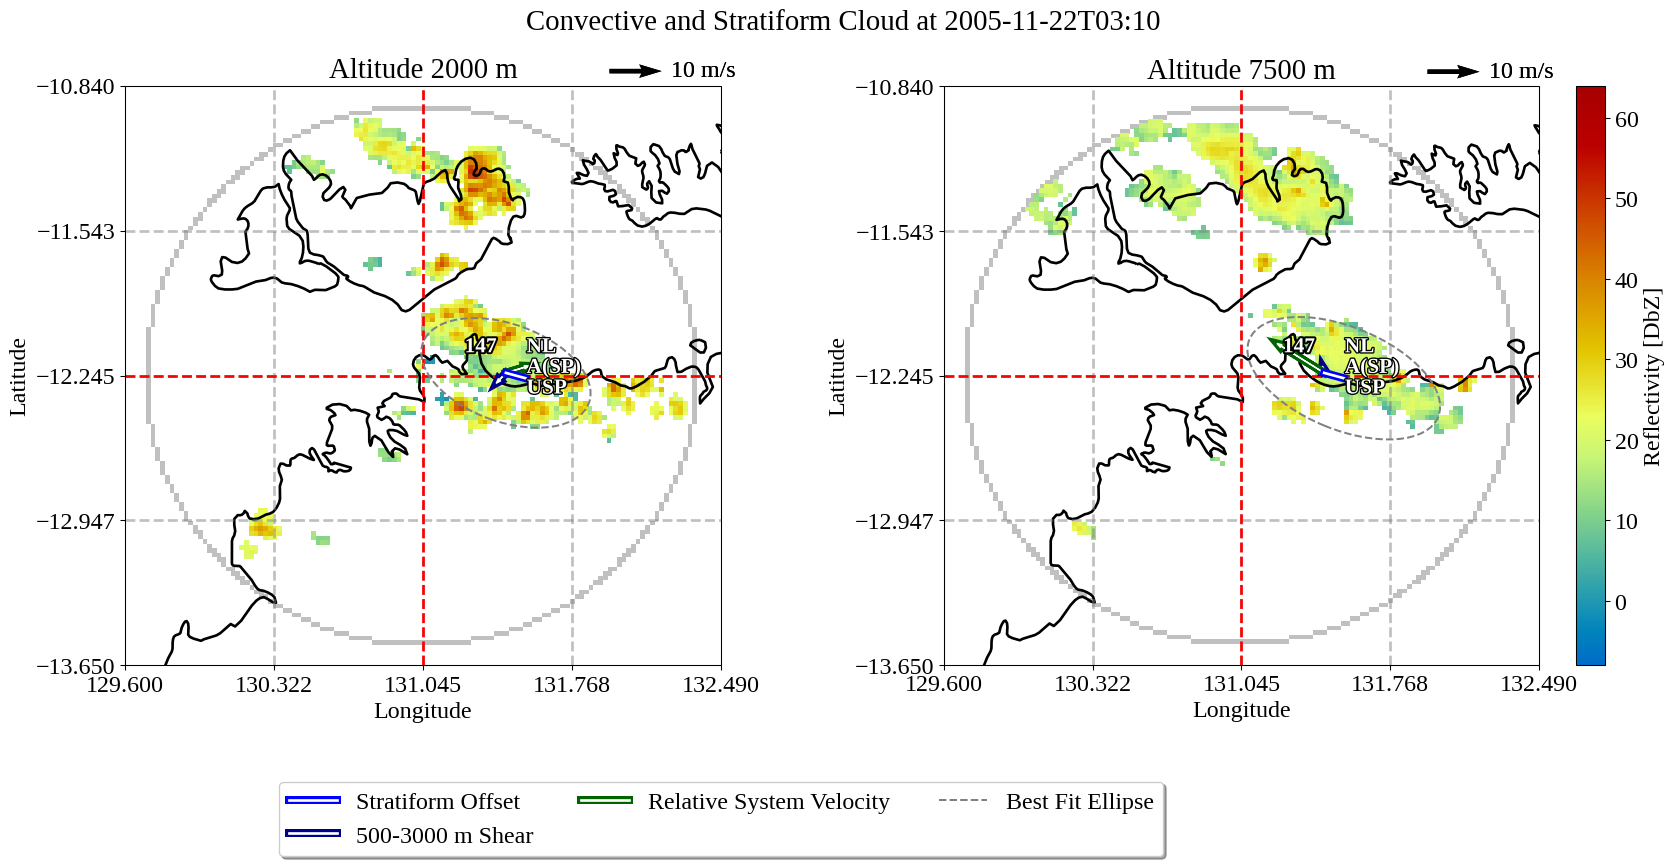 Convective and Stratiform Cloud at 2005-11-22T03:10
Altitude 2000 m
10 m/s
Altitude 7500 m
10 m/s
−10.840
−11.543
−12.245
−12.947
−13.650
Latitude
129.600
130.322
131.045
131.768
132.490
Longitude
147
NL
A(SP)
USP
−10.840
−11.543
−12.245
−12.947
−13.650
Latitude
129.600
130.322
131.045
131.768
132.490
Longitude
147
NL
A(SP)
USP
60
50
40
30
20
10
0
Reflectivity [DbZ]
Stratiform Offset
500-3000 m Shear
Relative System Velocity
Best Fit Ellipse